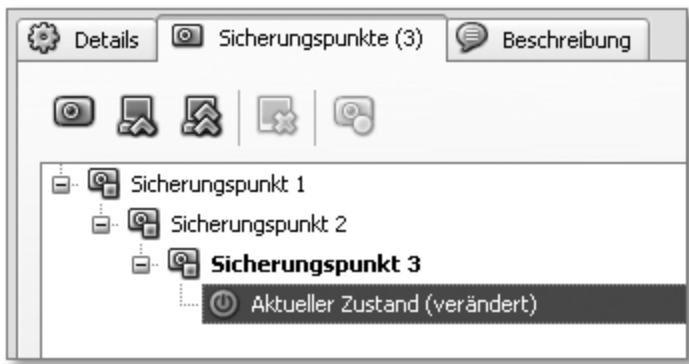 Details Sicherungspunkte (3) Beschreibung
Sicherungspunkt 1
Sicherungspunkt 2
Sicherungspunkt 3
Aktueller Zustand (verändert)